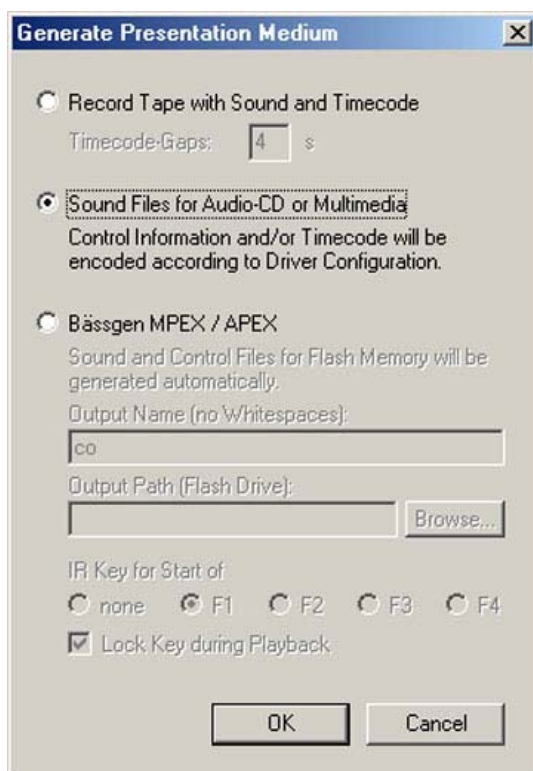 Generate Presentation Medium
Record Tape with Sound and Timecode
Timecode-Gaps: 4 s
Sound Files for Audio-CD or Multimedia
Control Information and/or Timecode will be
encoded according to Driver Configuration.
Bässgen MPEX / APEX
Sound and Control Files for Flash Memory will be
generated automatically.
Output Name (no Whitespaces):
co
Output Path (Flash Drive):
Browse...
IR Key for Start of
none F1 F2 F3 F4
Lock Key during Playback
OK Cancel